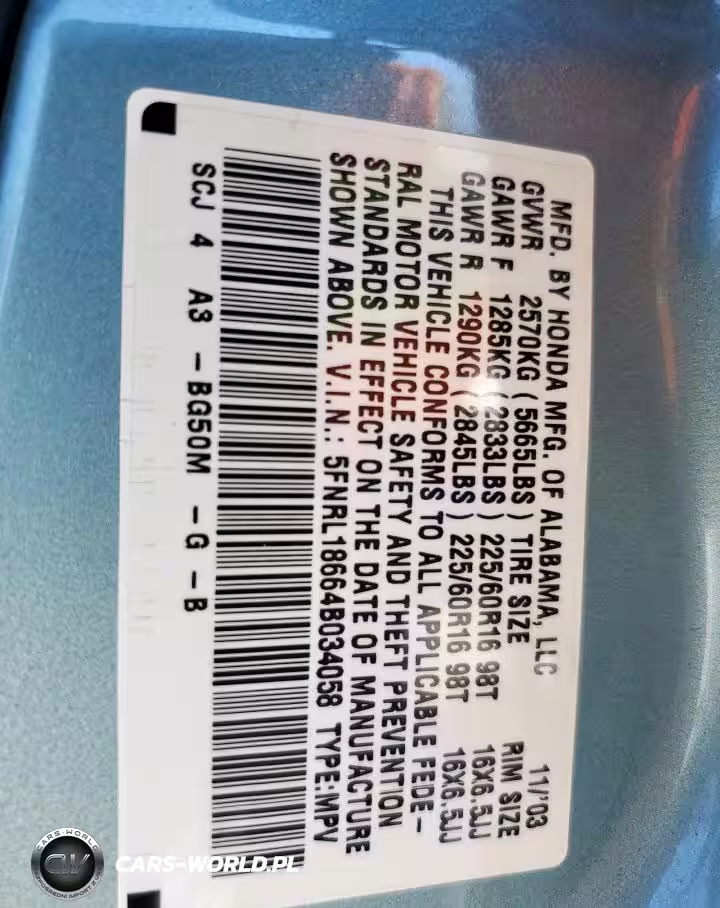 MFD. BY HONDA MFG. OF ALABAMA, LLC 11/'03
GVWR 2570KG ( 5665LBS ) TIRE SIZE RIM SIZE
GAWR F 1285KG ( 2833LBS ) 225/60R16 98T 16X6.5JJ
GAWR R 1290KG ( 2845LBS ) 225/60R16 98T 16X6.5JJ
THIS VEHICLE CONFORMS TO ALL APPLICABLE FEDE-
RAL MOTOR VEHICLE SAFETY AND THEFT PREVENTION
STANDARDS IN EFFECT ON THE DATE OF MANUFACTURE
SHOWN ABOVE. V.I.N.: 5FNRL18664B034058 TYPE:MPV
SCJ 4 A3 - BG50M - G - B
CARS-WORLD
CW
CARS-WORLD.PL